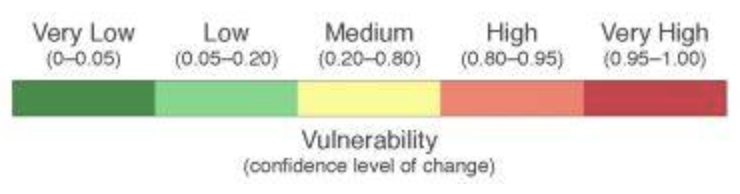 Very Low Low Medium High Very High
(0–0.05) (0.05–0.20) (0.20–0.80) (0.80–0.95) (0.95–1.00)
Vulnerability
(confidence level of change)